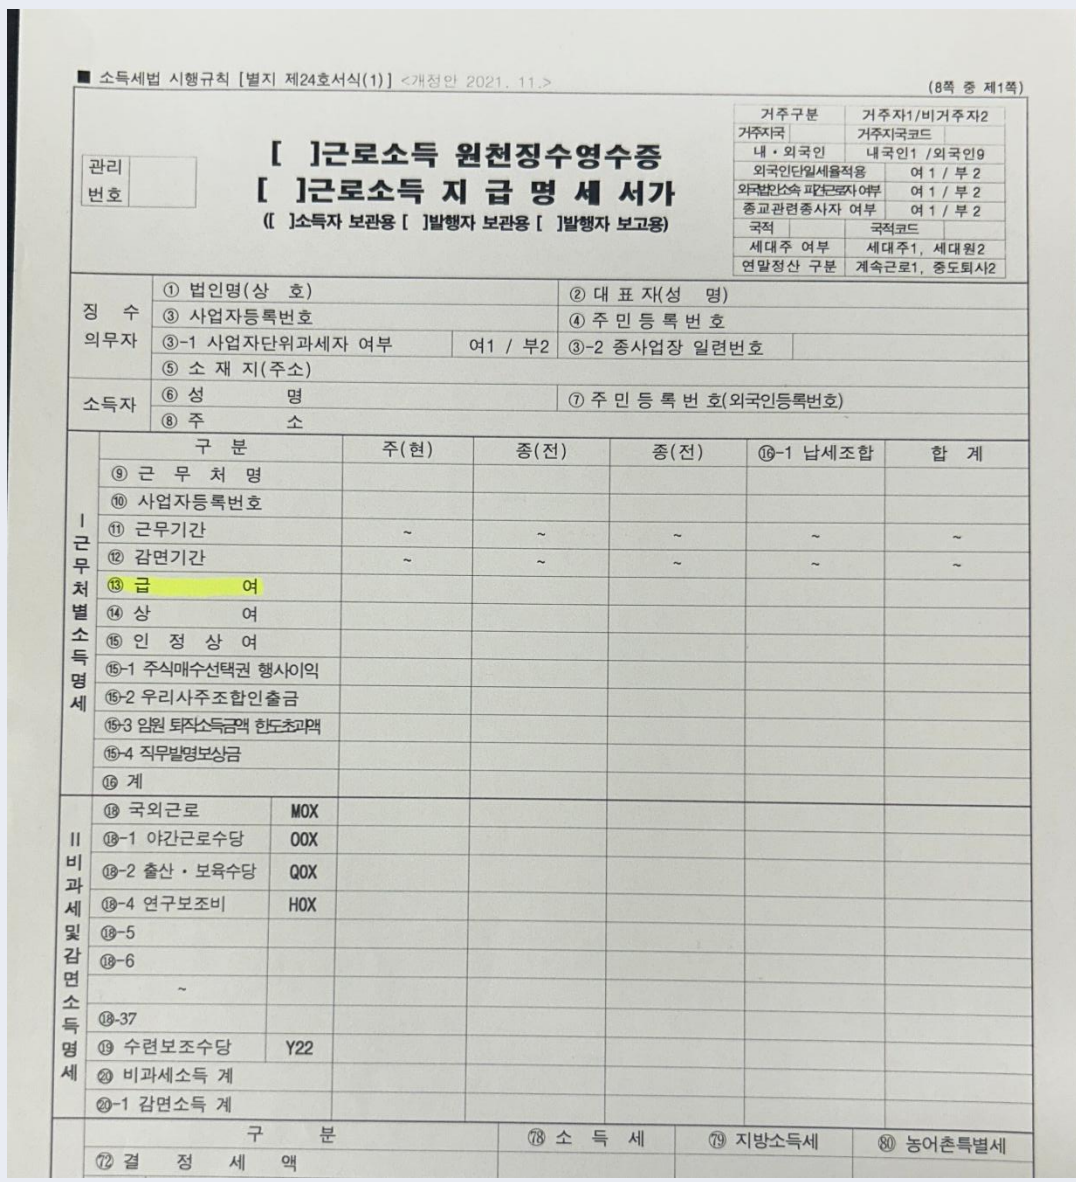 ■ 소득세법 시행규칙 [별지 제24호서식(1)] <개정안 2021. 11.>
(8쪽 중 제1쪽)
관리
번호
[ ]근로소득 원천징수영수증
[ ]근로소득 지 급 명 세 서가
([ ]소득자 보관용 [ ]발행자 보관용 [ ]발행자 보고용)
거주구분 거주자1/비거주자2
거주지국 거주지국코드
내·외국인 내국인1 /외국인9
외국인단일세율적용 여 1 / 부 2
외국법인소속 파견근로자 여부 여 1 / 부 2
종교관련종사자 여부 여 1 / 부 2
국적 국적코드
세대주 여부 세대주1, 세대원2
연말정산 구분 계속근로1, 중도퇴사2
징 수
의무자
① 법인명(상 호) ② 대 표 자(성 명)
③ 사업자등록번호 ④ 주 민 등 록 번 호
③-1 사업자단위과세자 여부 여1 / 부2 ③-2 종사업장 일련번호
⑤ 소 재 지(주소)
소득자
⑥ 성 명 ⑦ 주 민 등 록 번 호(외국인등록번호)
⑧ 주 소
Ⅰ근무처별소득명세
구 분 주(현) 종(전) 종(전) ⑯-1 납세조합 합 계
⑨ 근 무 처 명
⑩ 사업자등록번호
⑪ 근무기간 ~ ~ ~ ~ ~
⑫ 감면기간 ~ ~ ~ ~ ~
⑬ 급 여
⑭ 상 여
⑮ 인 정 상 여
⑮-1 주식매수선택권 행사이익
⑮-2 우리사주조합인출금
⑮-3 임원 퇴직소득금액 한도초과액
⑮-4 직무발명보상금
⑯ 계
Ⅱ비과세및감면소득명세
⑱ 국외근로 M0X
⑱-1 야간근로수당 O0X
⑱-2 출산·보육수당 Q0X
⑱-4 연구보조비 H0X
⑱-5
⑱-6
~
⑱-37
⑲ 수련보조수당 Y22
⑳ 비과세소득 계
⑳-1 감면소득 계
구 분 ㊆㊇ 소 득 세 ㊆㊈ 지방소득세 ㊇⓪ 농어촌특별세
72 결 정 세 액